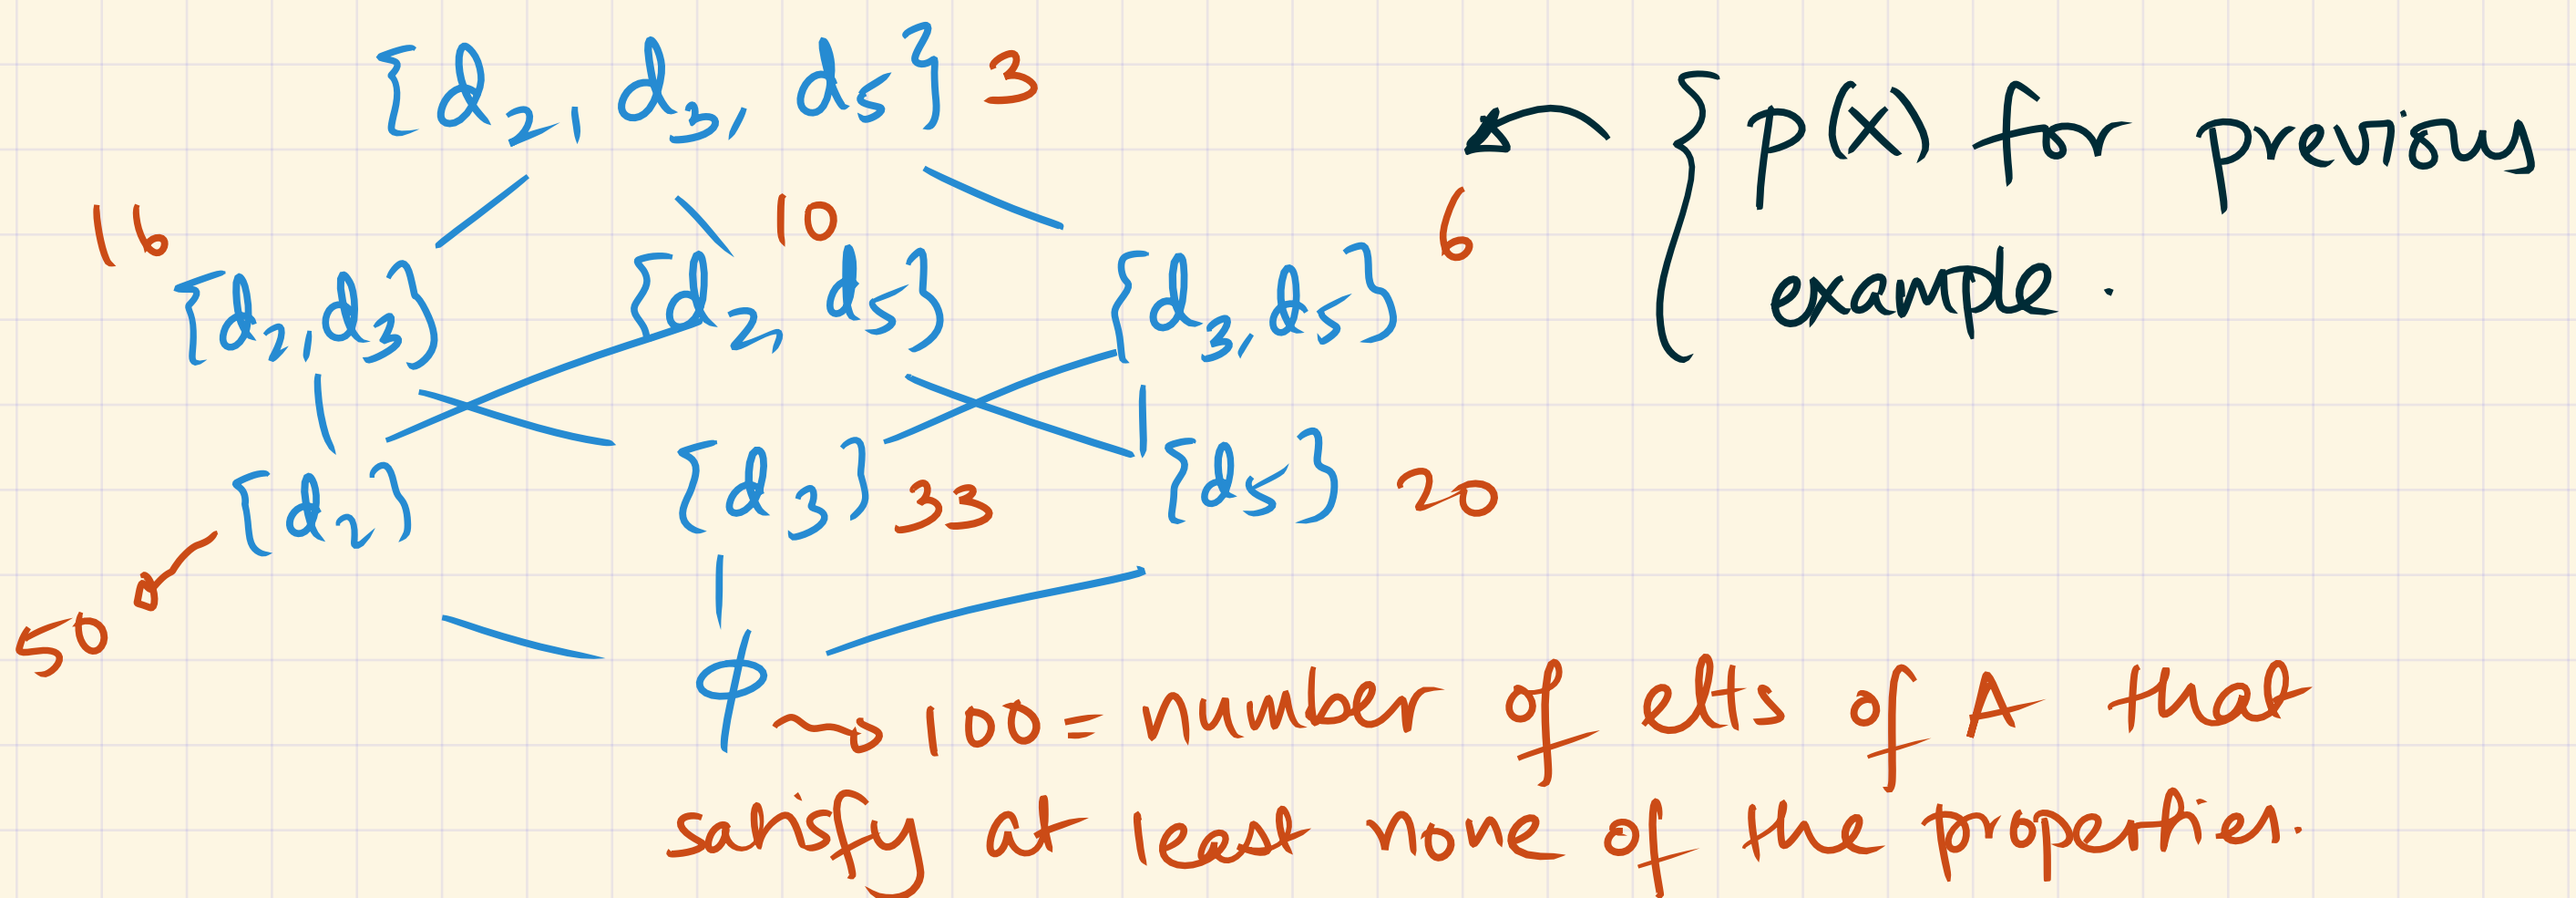 {d₂, d₃, d₅} 3
{ p(x) for previous
example.
16 10 6
{d₂, d₃} {d₂, d₅} {d₃, d₅}
{d₂} {d₃} 33 {d₅} 20
50
ϕ → 100 = number of elts of A that
satisfy at least none of the properties.